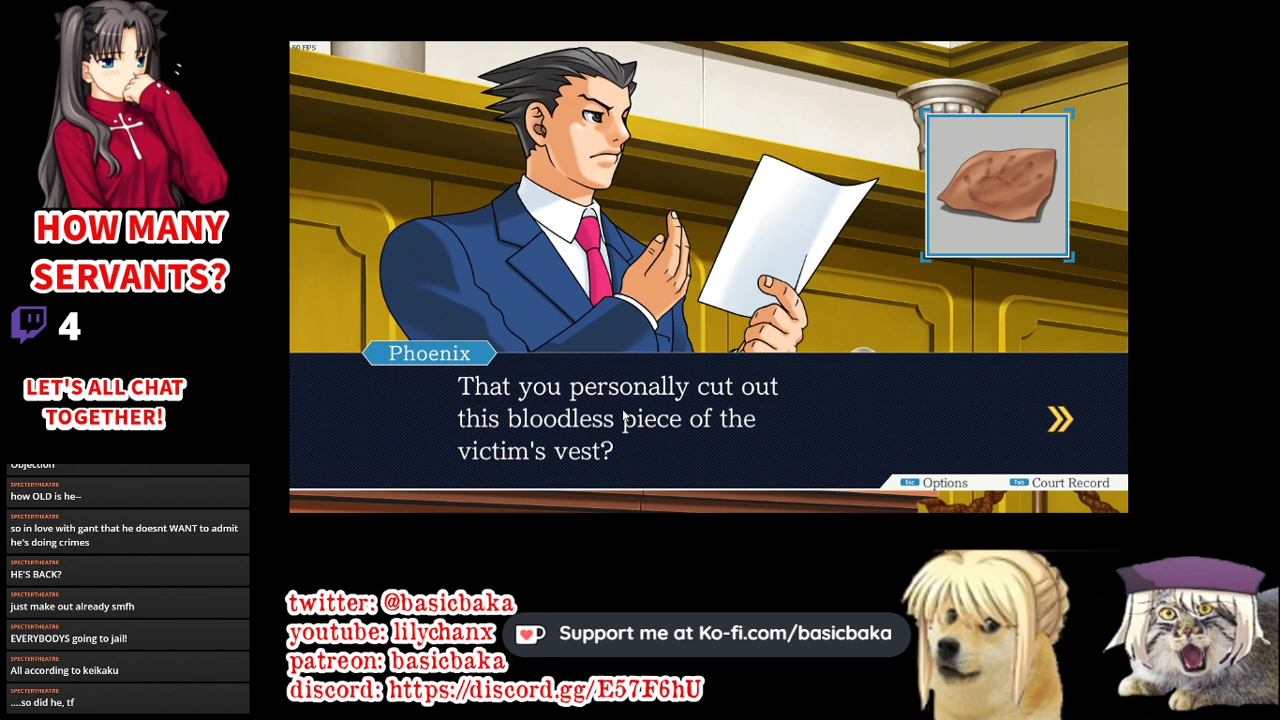 HOW MANY
SERVANTS?
4
LET'S ALL CHAT
TOGETHER!
Objection
SPECTERTHEATRE
how OLD is he--
SPECTERTHEATRE
so in love with gant that he doesnt WANT to admit
he's doing crimes
SPECTERTHEATRE
HE'S BACK?
SPECTERTHEATRE
just make out already smfh
SPECTERTHEATRE
EVERYBODYS going to jail!
SPECTERTHEATRE
All according to keikaku
SPECTERTHEATRE
....so did he, tf
60 FPS
Phoenix
That you personally cut out
this bloodless piece of the
victim's vest?
Esc Options Tab Court Record
twitter: @basicbaka
youtube: lilychanx
patreon: basicbaka
discord: https://discord.gg/E57F6hU
Support me at Ko-fi.com/basicbaka